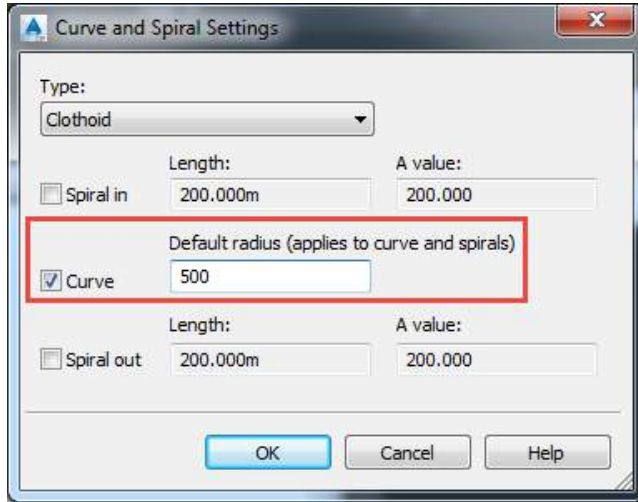 Curve and Spiral Settings
Type:
Clothoid
Length: A value:
Spiral in 200.000m 200.000
Default radius (applies to curve and spirals)
Curve 500
Length: A value:
Spiral out 200.000m 200.000
OK Cancel Help